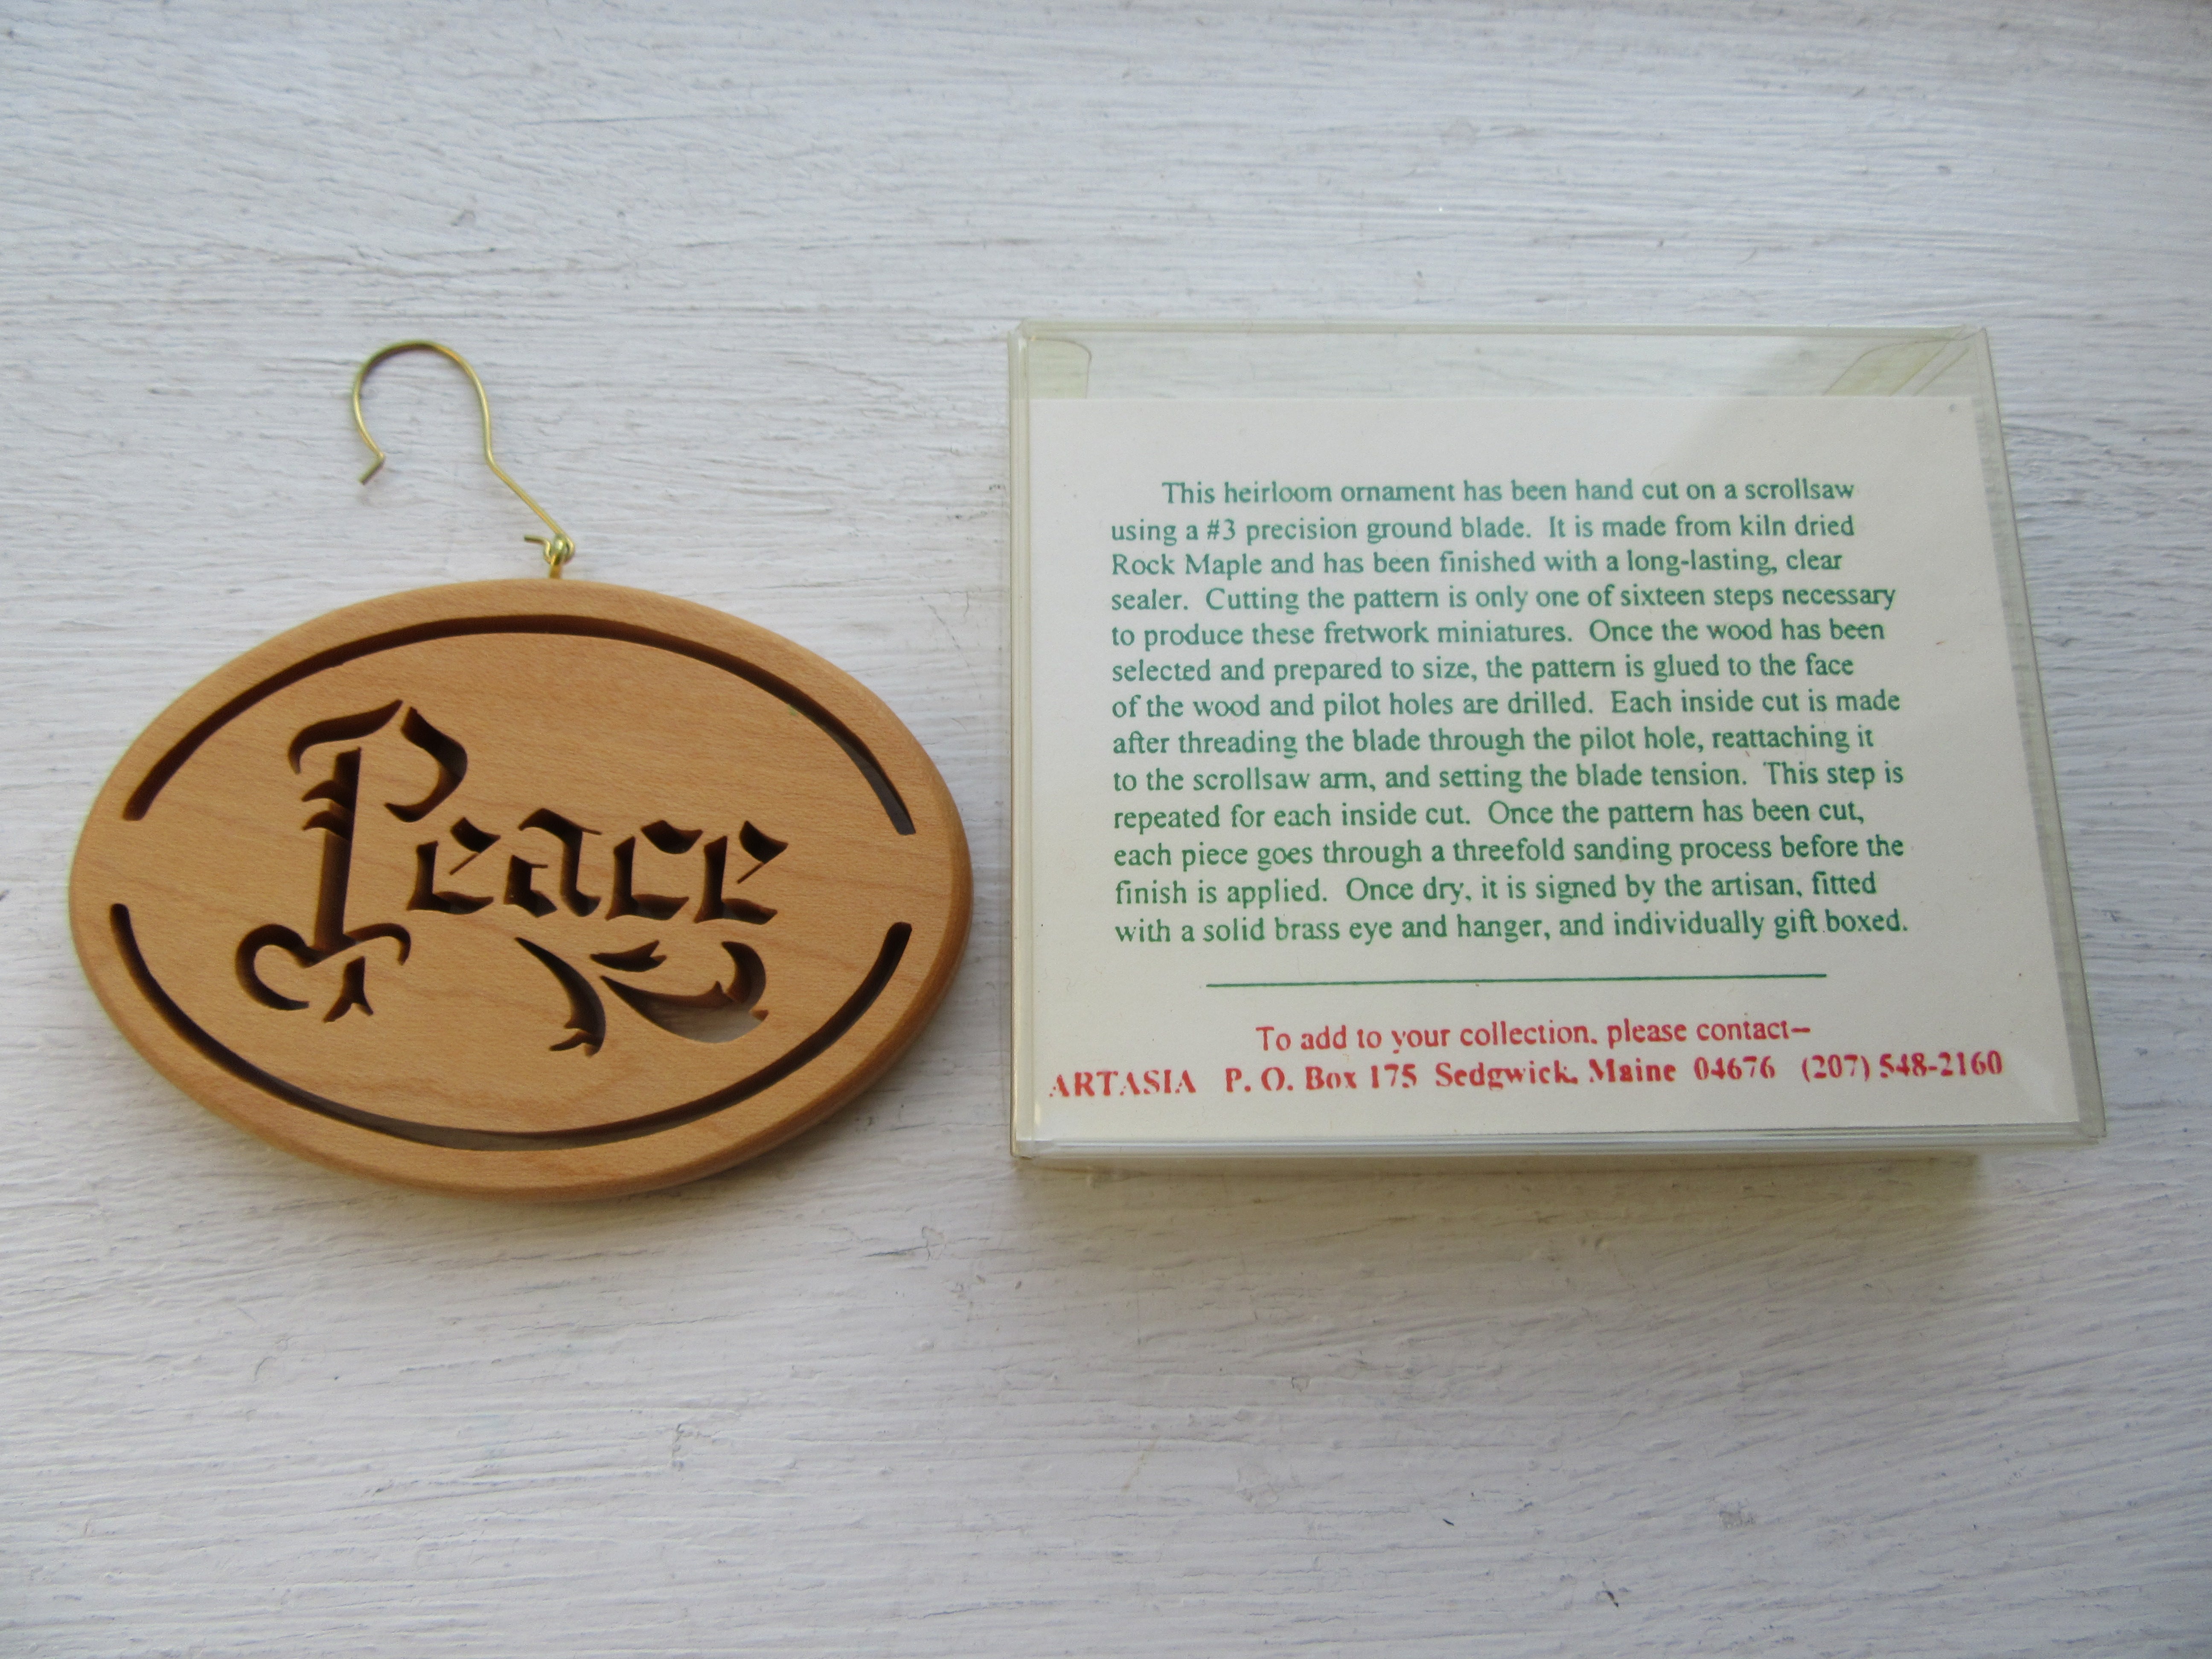 Peace
This heirloom ornament has been hand cut on a scrollsaw
using a #3 precision ground blade. It is made from kiln dried
Rock Maple and has been finished with a long-lasting, clear
sealer. Cutting the pattern is only one of sixteen steps necessary
to produce these fretwork miniatures. Once the wood has been
selected and prepared to size, the pattern is glued to the face
of the wood and pilot holes are drilled. Each inside cut is made
after threading the blade through the pilot hole, reattaching it
to the scrollsaw arm, and setting the blade tension. This step is
repeated for each inside cut. Once the pattern has been cut,
each piece goes through a threefold sanding process before the
finish is applied. Once dry, it is signed by the artisan, fitted
with a solid brass eye and hanger, and individually gift boxed.
To add to your collection, please contact–
ARTASIA P. O. Box 175 Sedgwick, Maine 04676 (207) 548-2160